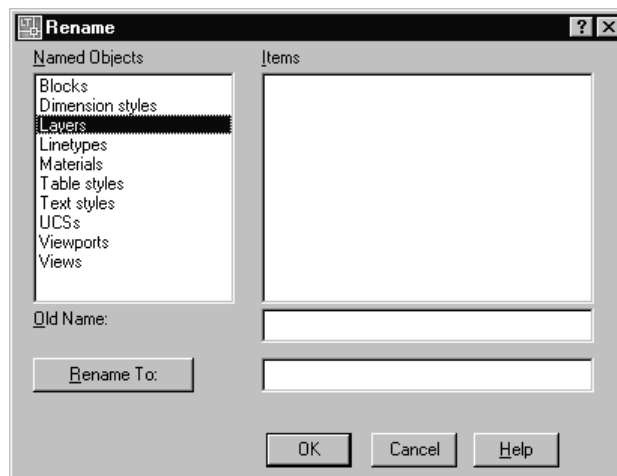 LT Rename ? X
Named Objects Items
Blocks
Dimension styles
Layers
Linetypes
Materials
Table styles
Text styles
UCSs
Viewports
Views
Old Name:
Rename To:
OK Cancel Help